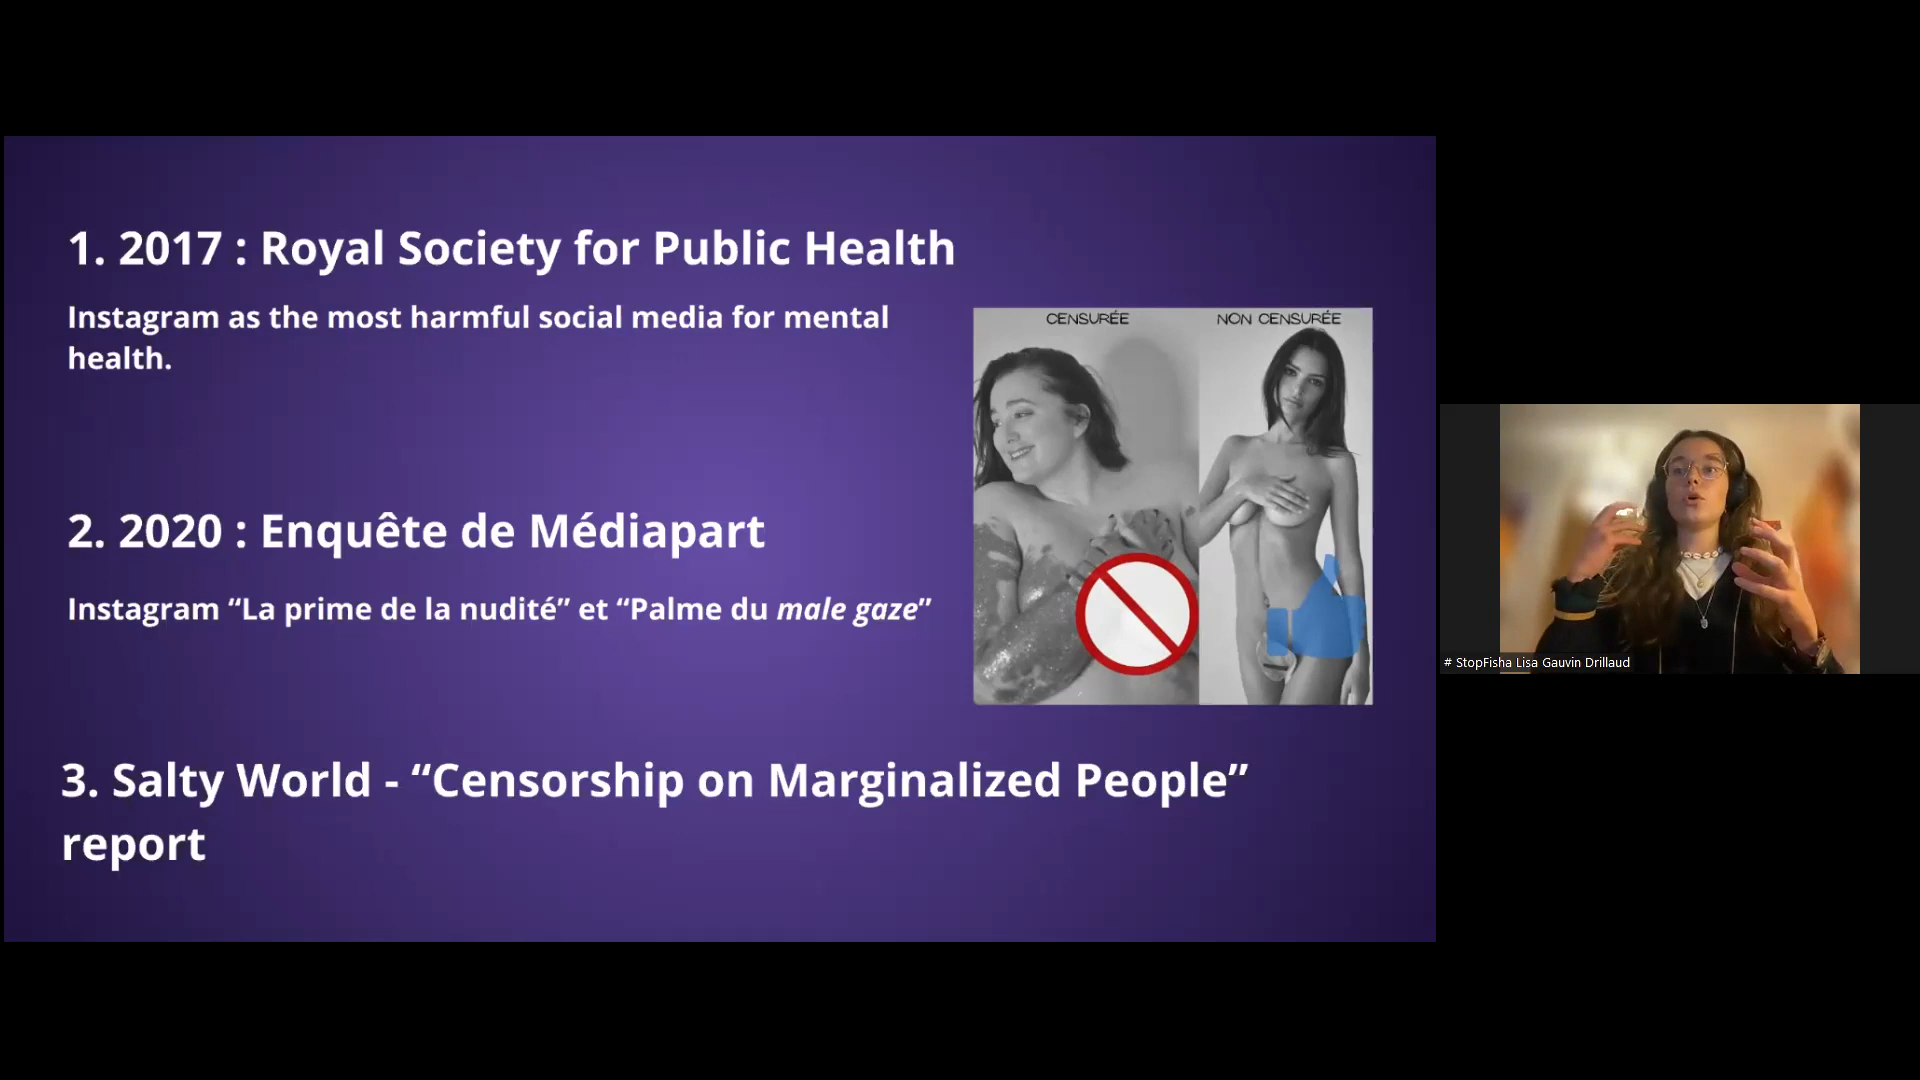 1. 2017 : Royal Society for Public Health
Instagram as the most harmful social media for mental
health.
CENSURÉE
NON CENSURÉE
2. 2020 : Enquête de Médiapart
Instagram “La prime de la nudité” et “Palme du male gaze”
3. Salty World - “Censorship on Marginalized People”
report
# StopFisha Lisa Gauvin Drillaud